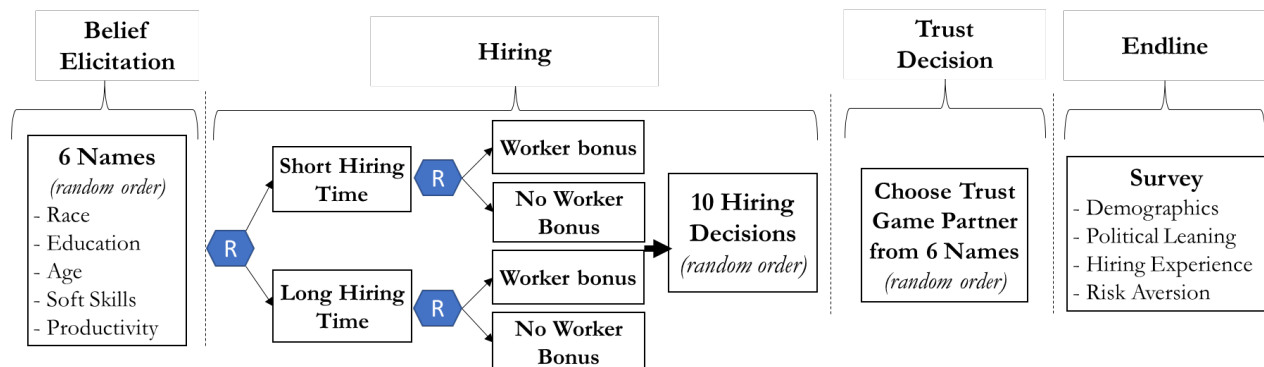 Belief
Elicitation
6 Names
(random order)
- Race
- Education
- Age
- Soft Skills
- Productivity
Hiring
R
Short Hiring
Time
R
Worker bonus
No Worker
Bonus
Long Hiring
Time
R
Worker bonus
No Worker
Bonus
10 Hiring
Decisions
(random order)
Trust
Decision
Choose Trust
Game Partner
from 6 Names
(random order)
Endline
Survey
- Demographics
- Political Leaning
- Hiring Experience
- Risk Aversion